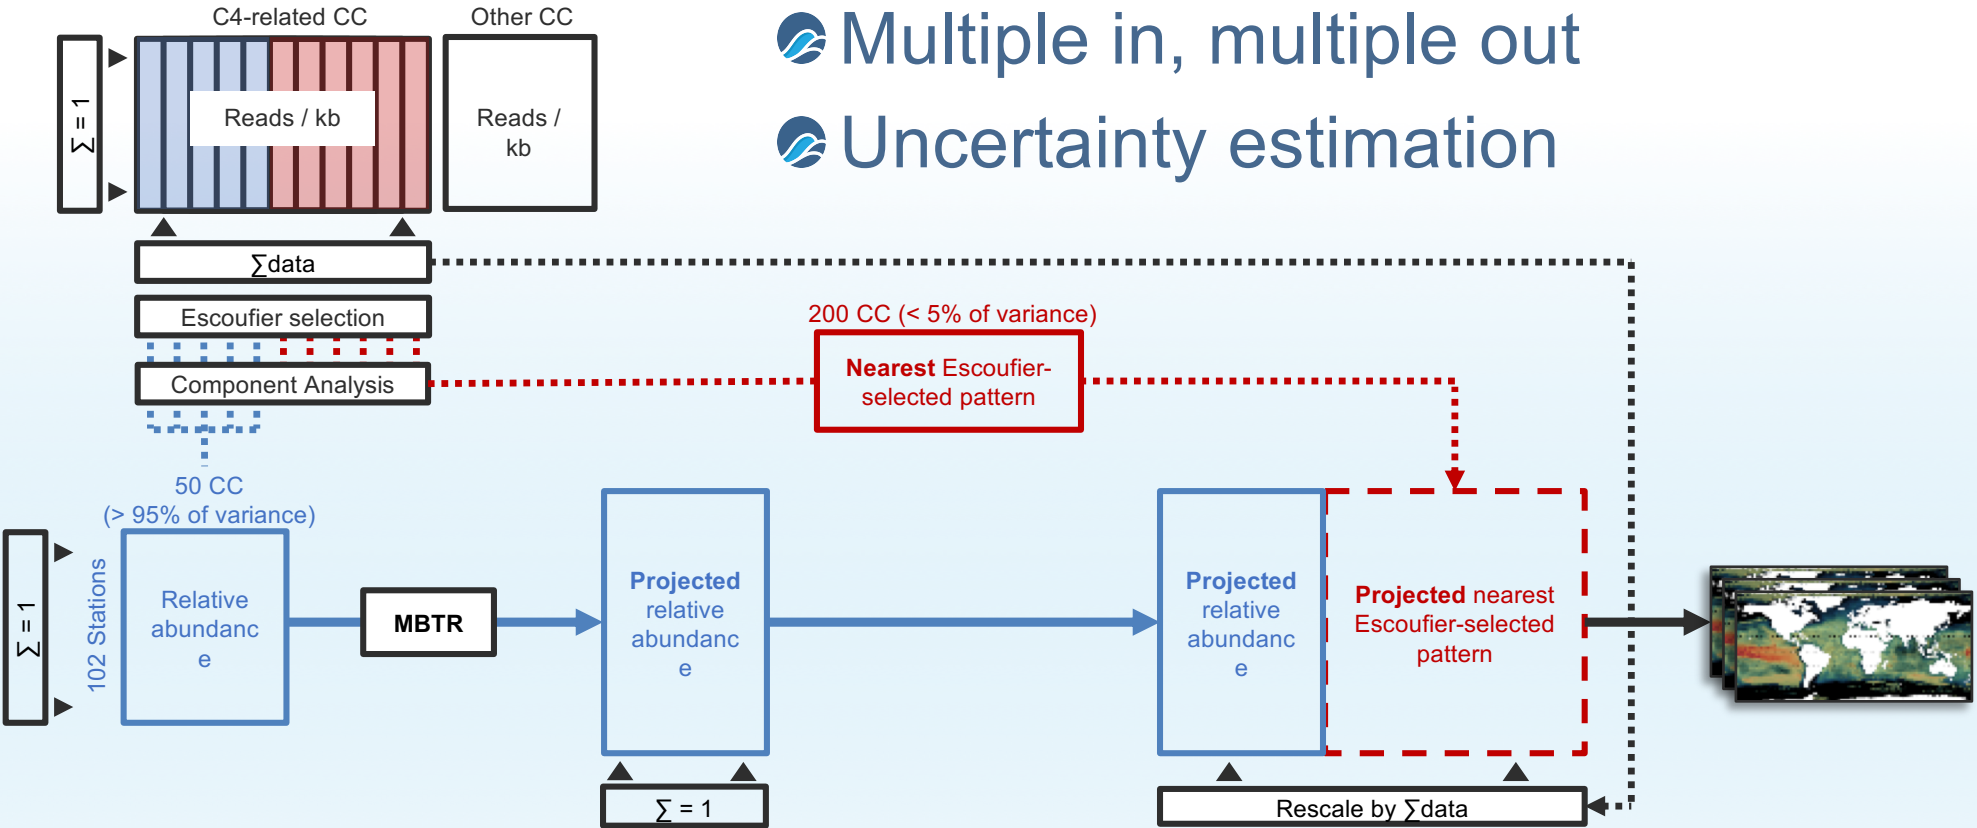 C4-related CC
Other CC
Multiple in, multiple out
Uncertainty estimation
∑ = 1
Reads / kb
Reads /
kb
∑data
Escoufier selection
Component Analysis
200 CC (< 5% of variance)
Nearest Escoufier-
selected pattern
50 CC
(> 95% of variance)
∑ = 1
102 Stations
Relative
abundanc
e
MBTR
Projected
relative
abundanc
e
∑ = 1
Projected
relative
abundanc
e
Projected nearest
Escoufier-selected
pattern
Rescale by ∑data